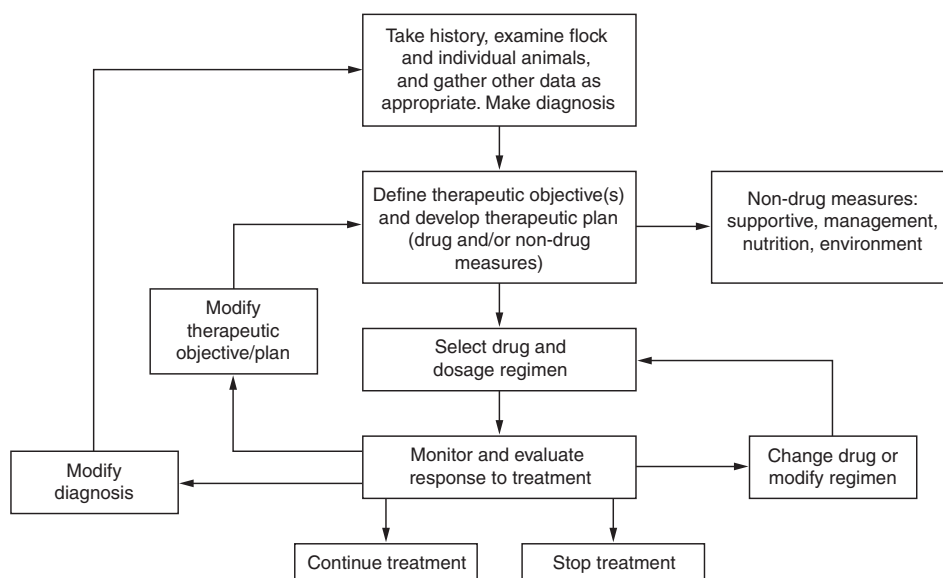 Take history, examine flock
and individual animals,
and gather other data as
appropriate. Make diagnosis
Define therapeutic objective(s)
and develop therapeutic plan
(drug and/or non-drug
measures)
Non-drug measures:
supportive, management,
nutrition, environment
Modify
therapeutic
objective/plan
Select drug and
dosage regimen
Modify
diagnosis
Monitor and evaluate
response to treatment
Change drug or
modify regimen
Continue treatment
Stop treatment